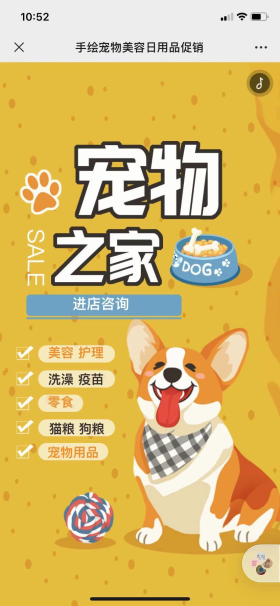 10:52
手绘宠物美容日用品促销
宠物
之家
SALE
DOG
进店咨询
美容 护理
洗澡 疫苗
零食
猫粮 狗粮
宠物用品